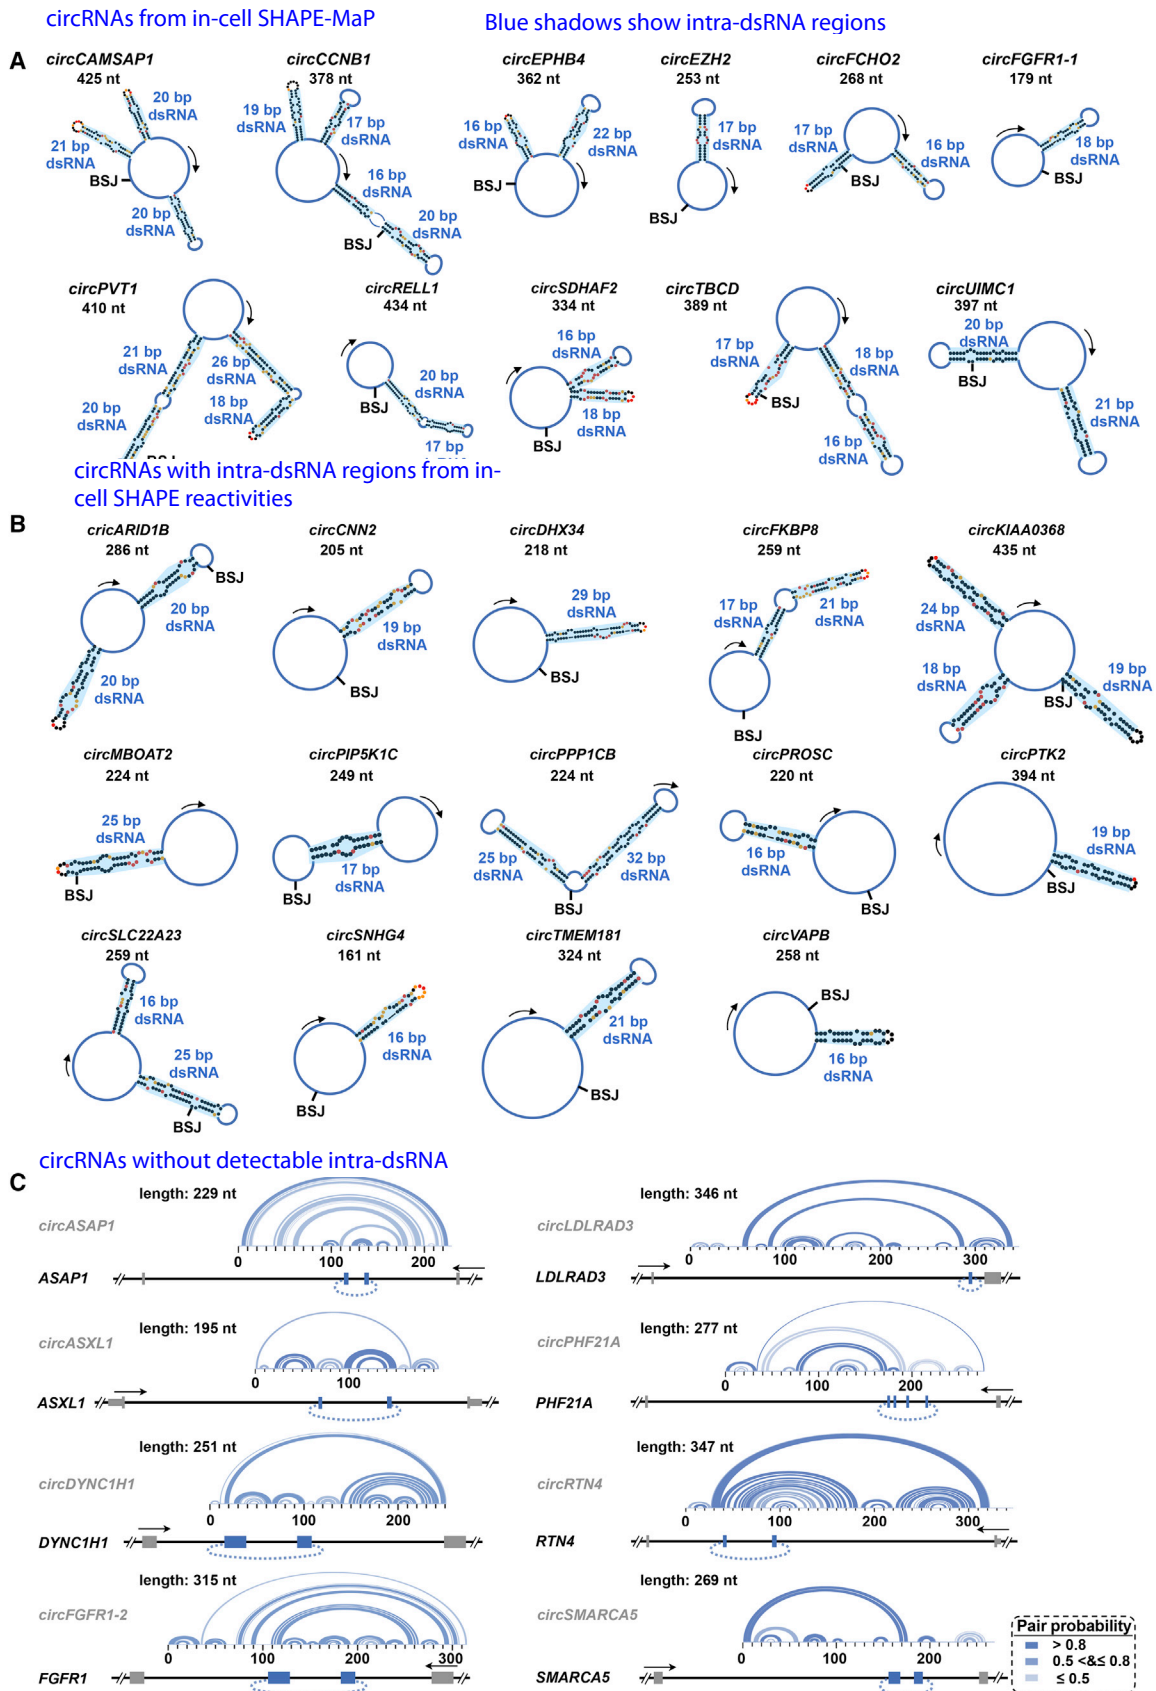 circRNAs from in-cell SHAPE-MaP
Blue shadows show intra-dsRNA regions
A
circCAMSAP1
425 nt
20 bp
dsRNA
21 bp
dsRNA
BSJ
20 bp
dsRNA
circCCNB1
378 nt
19 bp
dsRNA
17 bp
dsRNA
16 bp
dsRNA
20 bp
dsRNA
BSJ
circEPHB4
362 nt
16 bp
dsRNA
22 bp
dsRNA
BSJ
circEZH2
253 nt
17 bp
dsRNA
BSJ
circFCHO2
268 nt
17 bp
dsRNA
16 bp
dsRNA
BSJ
circFGFR1-1
179 nt
18 bp
dsRNA
BSJ
circPVT1
410 nt
21 bp
dsRNA
26 bp
dsRNA
20 bp
dsRNA
18 bp
dsRNA
circRELL1
434 nt
BSJ
20 bp
dsRNA
17 bp
circSDHAF2
334 nt
16 bp
dsRNA
18 bp
dsRNA
BSJ
circTBCD
389 nt
17 bp
dsRNA
18 bp
dsRNA
BSJ
16 bp
dsRNA
circUIMC1
397 nt
20 bp
dsRNA
BSJ
21 bp
dsRNA
circRNAs with intra-dsRNA regions from in-
cell SHAPE reactivities
B
cricARID1B
286 nt
BSJ
20 bp
dsRNA
20 bp
dsRNA
circCNN2
205 nt
19 bp
dsRNA
BSJ
circDHX34
218 nt
29 bp
dsRNA
BSJ
circFKBP8
259 nt
17 bp
dsRNA
21 bp
dsRNA
BSJ
circKIAA0368
435 nt
24 bp
dsRNA
18 bp
dsRNA
19 bp
dsRNA
BSJ
circMBOAT2
224 nt
25 bp
dsRNA
BSJ
circPIP5K1C
249 nt
17 bp
dsRNA
BSJ
circPPP1CB
224 nt
25 bp
dsRNA
32 bp
dsRNA
BSJ
circPROSC
220 nt
16 bp
dsRNA
BSJ
circPTK2
394 nt
19 bp
dsRNA
BSJ
circSLC22A23
259 nt
16 bp
dsRNA
25 bp
dsRNA
BSJ
circSNHG4
161 nt
16 bp
dsRNA
BSJ
circTMEM181
324 nt
21 bp
dsRNA
BSJ
circVAPB
258 nt
BSJ
16 bp
dsRNA
circRNAs without detectable intra-dsRNA
C
length: 229 nt
circASAP1
0 100 200
ASAP1
length: 346 nt
circLDLRAD3
0 100 200 300
LDLRAD3
length: 195 nt
circASXL1
0 100
ASXL1
length: 277 nt
circPHF21A
0 100 200
PHF21A
length: 251 nt
circDYNC1H1
0 100 200
DYNC1H1
length: 347 nt
circRTN4
0 100 200 300
RTN4
length: 315 nt
circFGFR1-2
0 100 200 300
FGFR1
length: 269 nt
circSMARCA5
0 100 200
SMARCA5
Pair probability
> 0.8
0.5 <&≤ 0.8
≤ 0.5